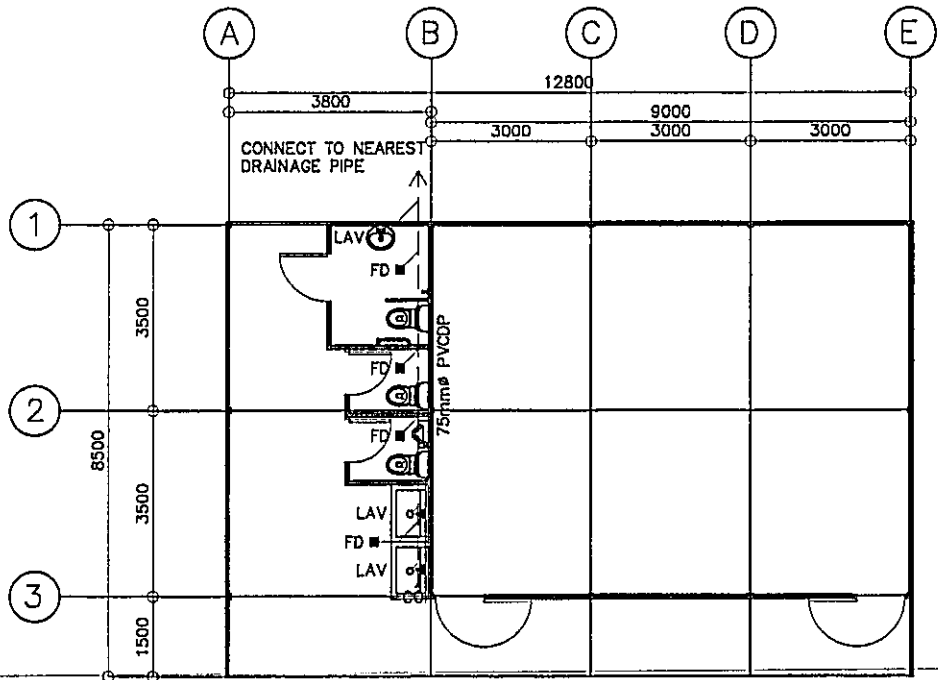 A B C D E
12800
3800
9000
3000 3000 3000
CONNECT TO NEAREST
DRAINAGE PIPE
1
LAV
FD
3500
75mmø PVCDP
FD
2
FD
8500
3500
LAV
FD
LAV
3
1500